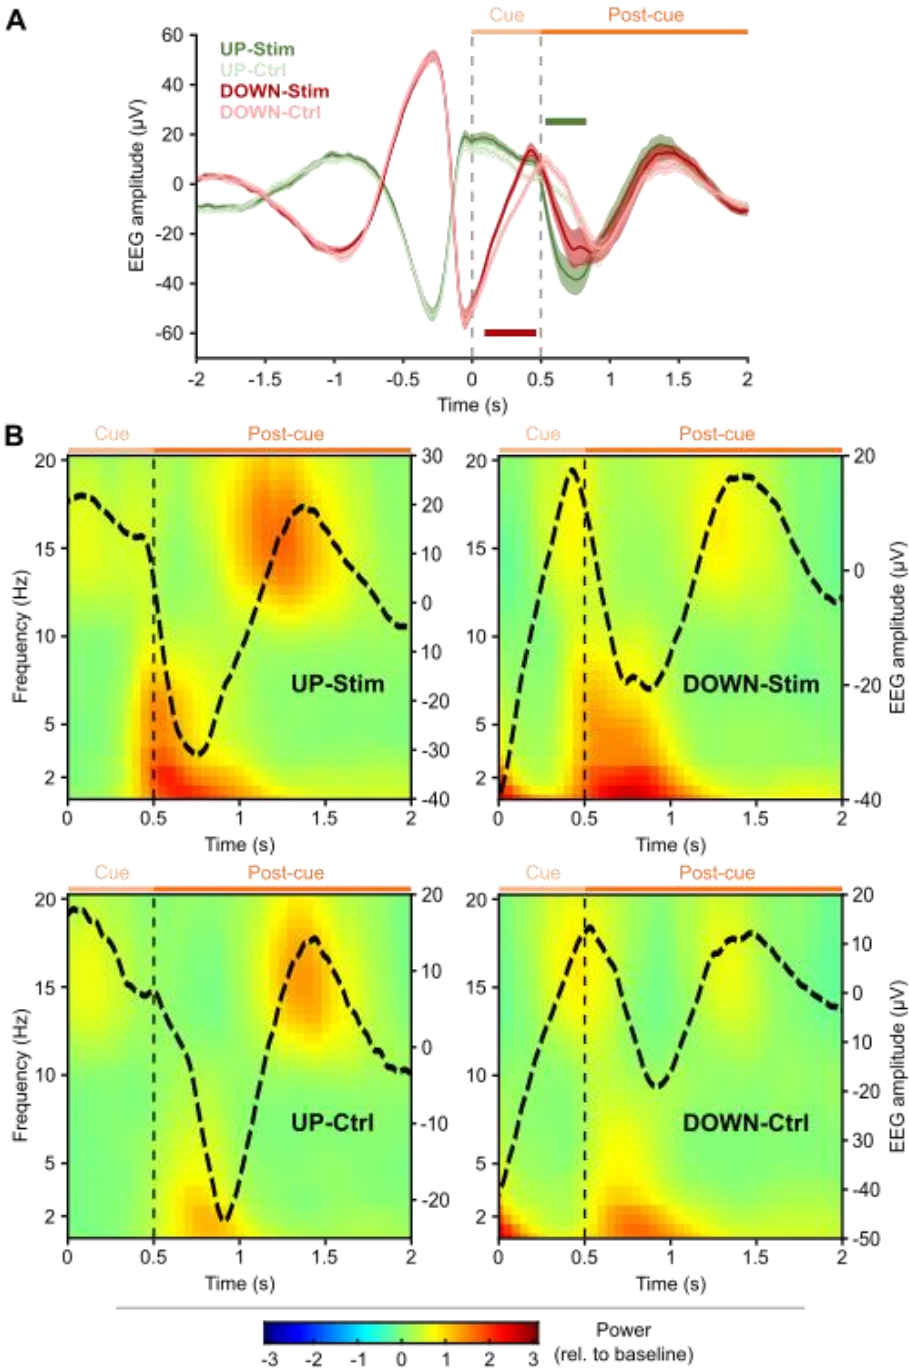 A
Cue Post-cue
UP-Stim
UP-Ctrl
DOWN-Stim
DOWN-Ctrl
EEG amplitude (µV)
60
40
20
0
-20
-40
-60
-2 -1.5 -1 -0.5 0 0.5 1 1.5 2
Time (s)
B
Cue Post-cue
Frequency (Hz)
20
15
10
5
2
30
20
10
0
-10
-20
-30
-40
UP-Stim
0 0.5 1 1.5 2
Time (s)
Cue Post-cue
20
15
10
5
2
20
0
-20
-40
EEG amplitude (µV)
DOWN-Stim
0 0.5 1 1.5 2
Time (s)
Cue Post-cue
Frequency (Hz)
20
15
10
5
2
20
10
0
-10
-20
UP-Ctrl
0 0.5 1 1.5 2
Time (s)
Cue Post-cue
20
15
10
5
2
20
10
0
10
-20
30
-40
-50
EEG amplitude (µV)
DOWN-Ctrl
0 0.5 1 1.5 2
Time (s)
-3 -2 -1 0 1 2 3
Power
(rel. to baseline)